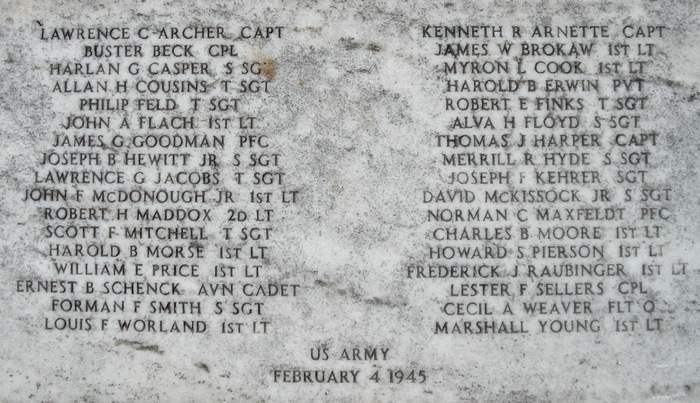 LAWRENCE C ARCHER CAPT
BUSTER BECK CPL
HARLAN G CASPER S SGT
ALLAN H COUSINS T SGT
PHILIP FELD T SGT
JOHN A FLACH 1ST LT
JAMES G GOODMAN PFC
JOSEPH B HEWITT JR S SGT
LAWRENCE G JACOBS T SGT
JOHN F McDONOUGH JR 1ST LT
ROBERT H MADDOX 2D LT
SCOTT F MITCHELL T SGT
HAROLD B MORSE 1ST LT
WILLIAM E PRICE 1ST LT
ERNEST B SCHENCK AVN CADET
FORMAN F SMITH S SGT
LOUIS F WORLAND 1ST LT
KENNETH R ARNETTE CAPT
JAMES W BROKAW 1ST LT
MYRON L COOK 1ST LT
HAROLD B ERWIN PVT
ROBERT E FINKS T SGT
ALVA H FLOYD S SGT
THOMAS J HARPER CAPT
MERRILL R HYDE S SGT
JOSEPH F KEHRER SGT
DAVID McKISSOCK JR S SGT
NORMAN C MAXFELDT PFC
CHARLES B MOORE 1ST LT
HOWARD S PIERSON 1ST LT
FREDERICK J RAUBINGER 1ST LT
LESTER F SELLERS CPL
CECIL A WEAVER FLT O
MARSHALL YOUNG 1ST LT
US ARMY
FEBRUARY 4 1945